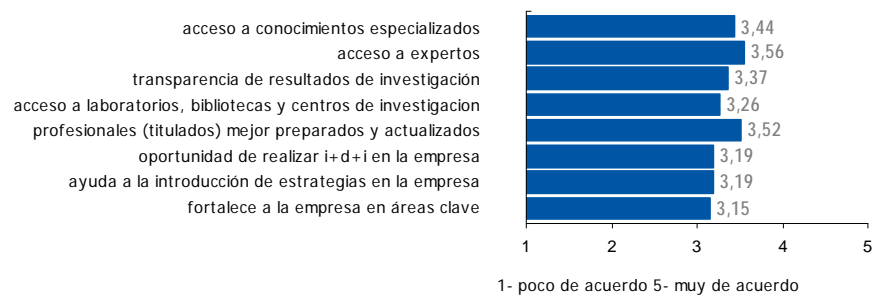 acceso a conocimientos especializados 3,44
acceso a expertos 3,56
transparencia de resultados de investigación 3,37
acceso a laboratorios, bibliotecas y centros de investigacion 3,26
profesionales (titulados) mejor preparados y actualizados 3,52
oportunidad de realizar i+d+i en la empresa 3,19
ayuda a la introducción de estrategias en la empresa 3,19
fortalece a la empresa en áreas clave 3,15
1 2 3 4 5
1- poco de acuerdo 5- muy de acuerdo